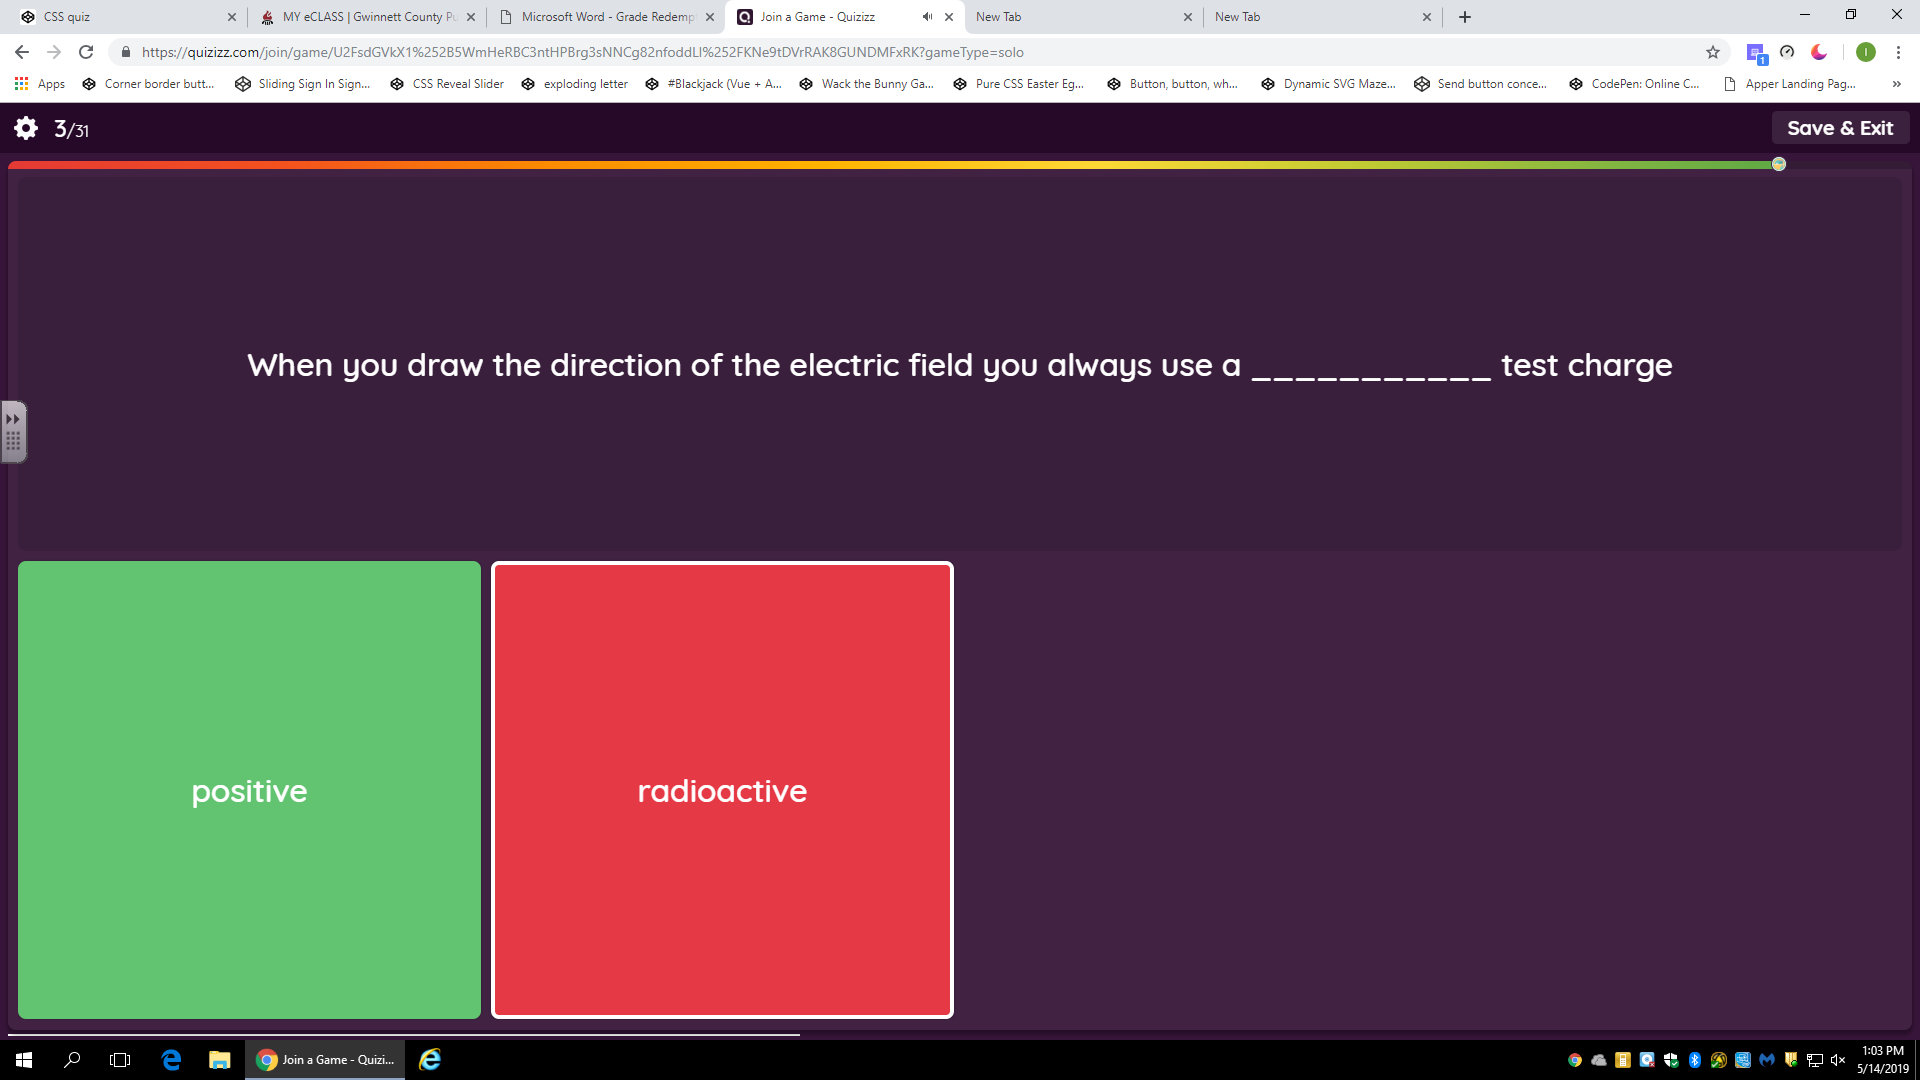 CSS quiz
MY eCLASS | Gwinnett County Pu
Microsoft Word - Grade Redemp
Join a Game - Quizizz
New Tab
New Tab
https://quizizz.com/join/game/U2FsdGVkX1%252B5WmHeRBC3ntHPBrg3sNNCg82nfoddLI%252FKNe9tDVrRAK8GUNDMFxRK?gameType=solo
1
I
Apps
Corner border butt...
Sliding Sign In Sign...
CSS Reveal Slider
exploding letter
#Blackjack (Vue + A...
Wack the Bunny Ga...
Pure CSS Easter Eg...
Button, button, wh...
Dynamic SVG Maze...
Send button conce...
CodePen: Online C...
Apper Landing Pag...
3/31
Save & Exit
When you draw the direction of the electric field you always use a ___________ test charge
positive
radioactive
Join a Game - Quizi...
1:03 PM
5/14/2019